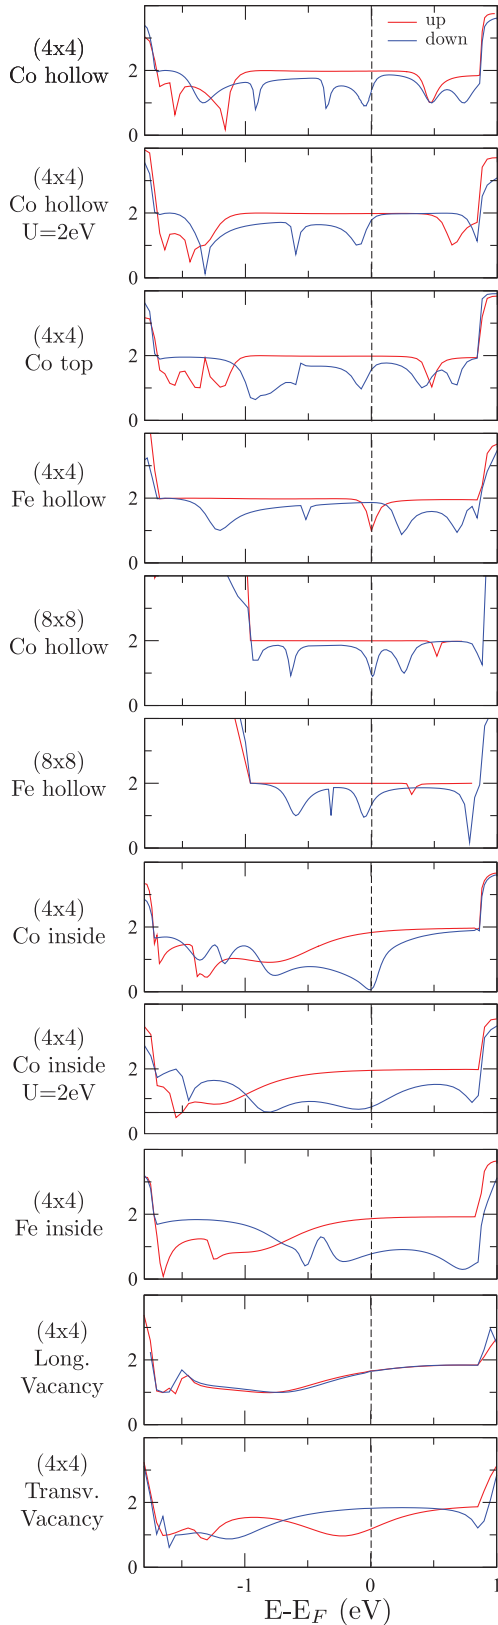 up
down
(4x4)
Co hollow
2
0
(4x4)
Co hollow
U=2eV
2
0
(4x4)
Co top
2
0
(4x4)
Fe hollow
2
0
(8x8)
Co hollow
2
0
(8x8)
Fe hollow
2
0
(4x4)
Co inside
2
0
(4x4)
Co inside
U=2eV
2
0
(4x4)
Fe inside
2
0
(4x4)
Long.
Vacancy
2
0
(4x4)
Transv.
Vacancy
2
0
-1 0 1
E-E_F (eV)